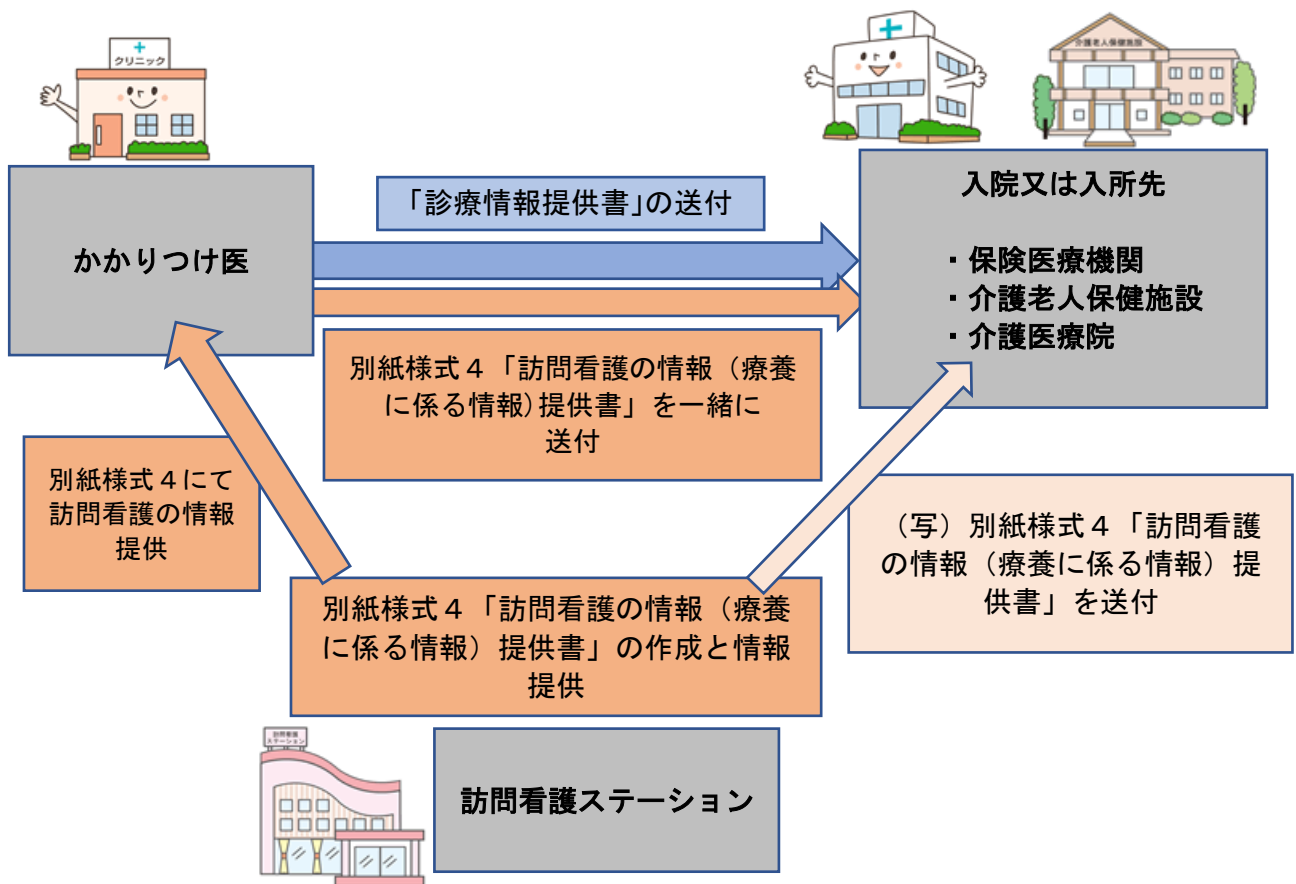 クリニック
介護老人保健施設
「診療情報提供書」の送付
入院又は入所先
・保険医療機関
・介護老人保健施設
・介護医療院
かかりつけ医
別紙様式４「訪問看護の情報（療養
に係る情報）提供書」を一緒に
送付
別紙様式４にて
訪問看護の情報
提供
（写）別紙様式４「訪問看護
の情報（療養に係る情報）提
供書」を送付
別紙様式４「訪問看護の情報（療養
に係る情報）提供書」の作成と情報
提供
訪問看護
ステーション
訪問看護ステーション